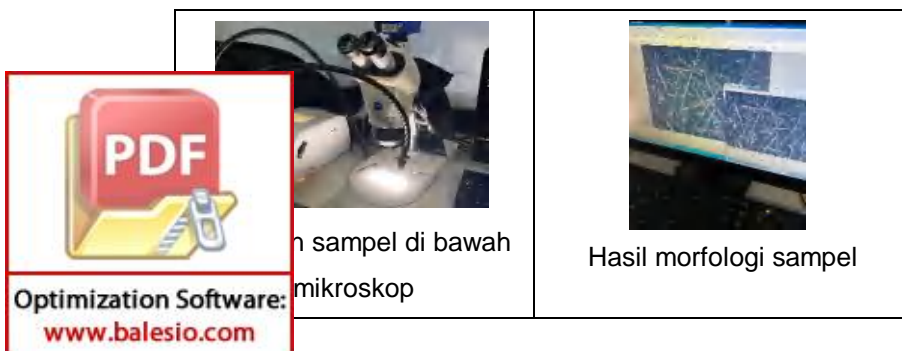 PDF
Optimization Software:
www.balesio.com
sampel di bawah
mikroskop
Hasil morfologi sampel